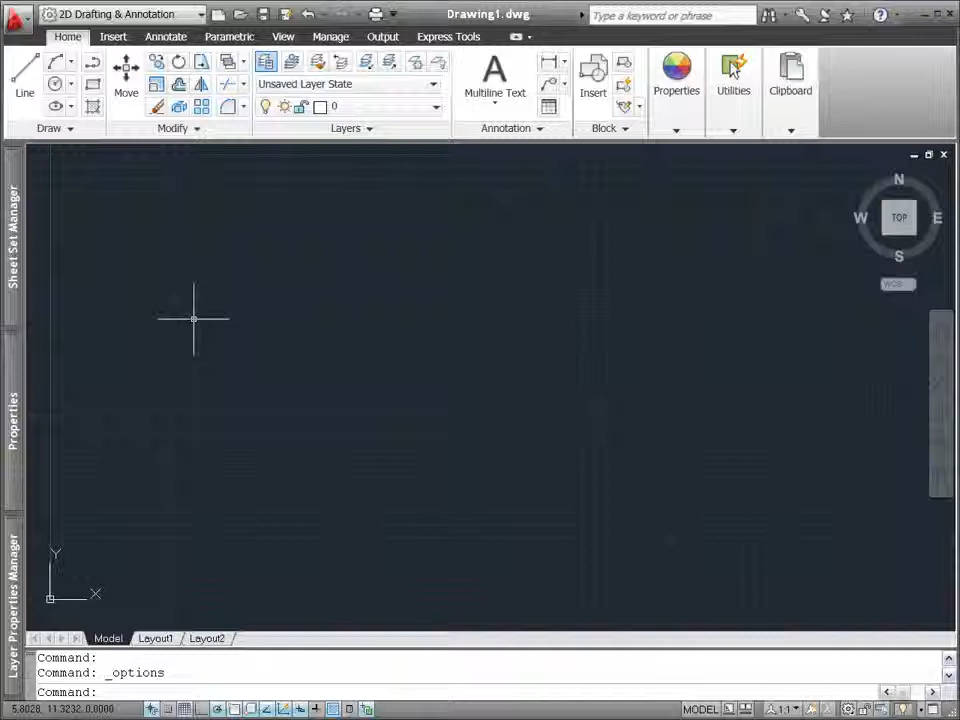 2D Drafting & Annotation
Drawing1.dwg
Type a keyword or phrase
Home Insert Annotate Parametric View Manage Output Express Tools
Line
Move
Unsaved Layer State
0
A
Multiline Text
Insert
Properties
Utilities
Clipboard
Draw
Modify
Layers
Annotation
Block
Sheet Set Manager
Properties
Layer Properties Manager
N
W TOP E
S
WCS
Y
X
Model Layout1 Layout2
Command:
Command: _options
Command:
5.8028, 11.3232, 0.0000
MODEL
1:1